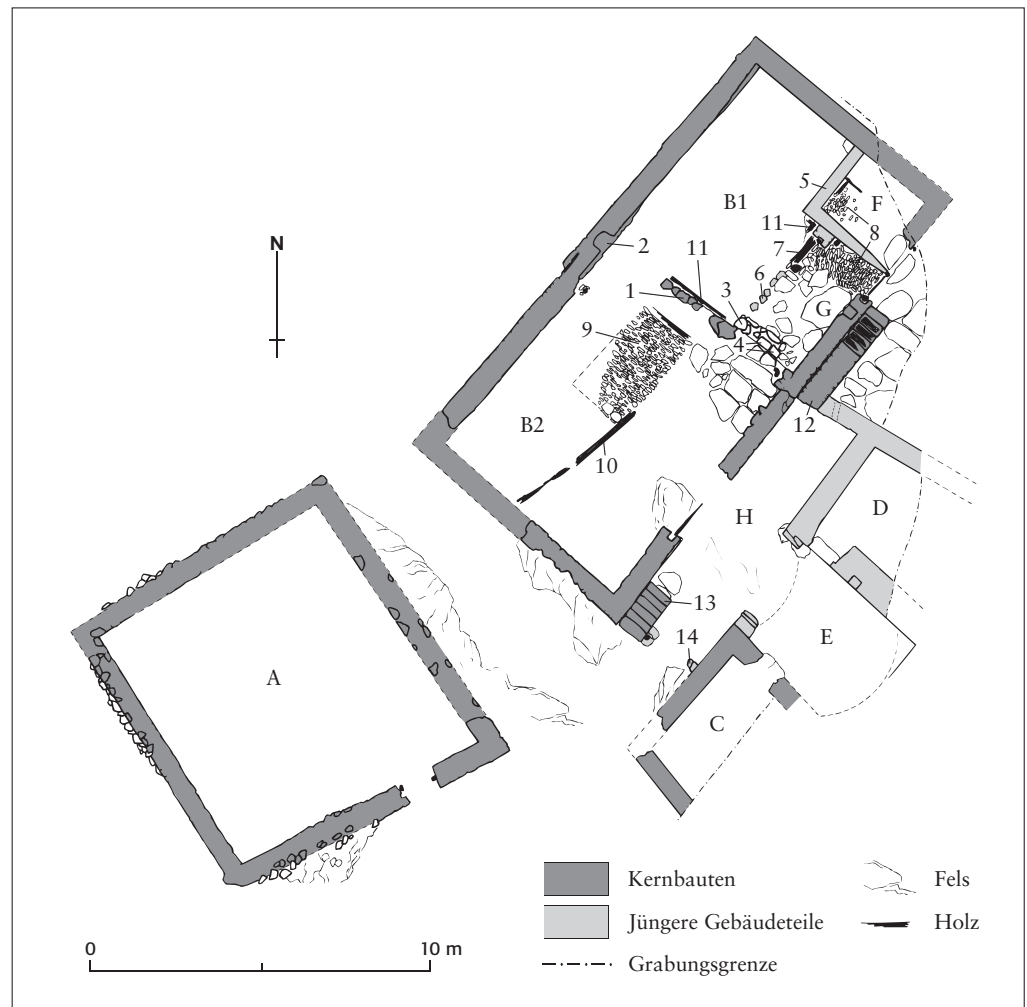 N
B1
5
F
11
8
7
2
11
6
1
3
G
9
4
12
B2
10
H
D
13
14
E
A
C
Kernbauten
Fels
Jüngere Gebäudeteile
Holz
Grabungsgrenze
0
10 m